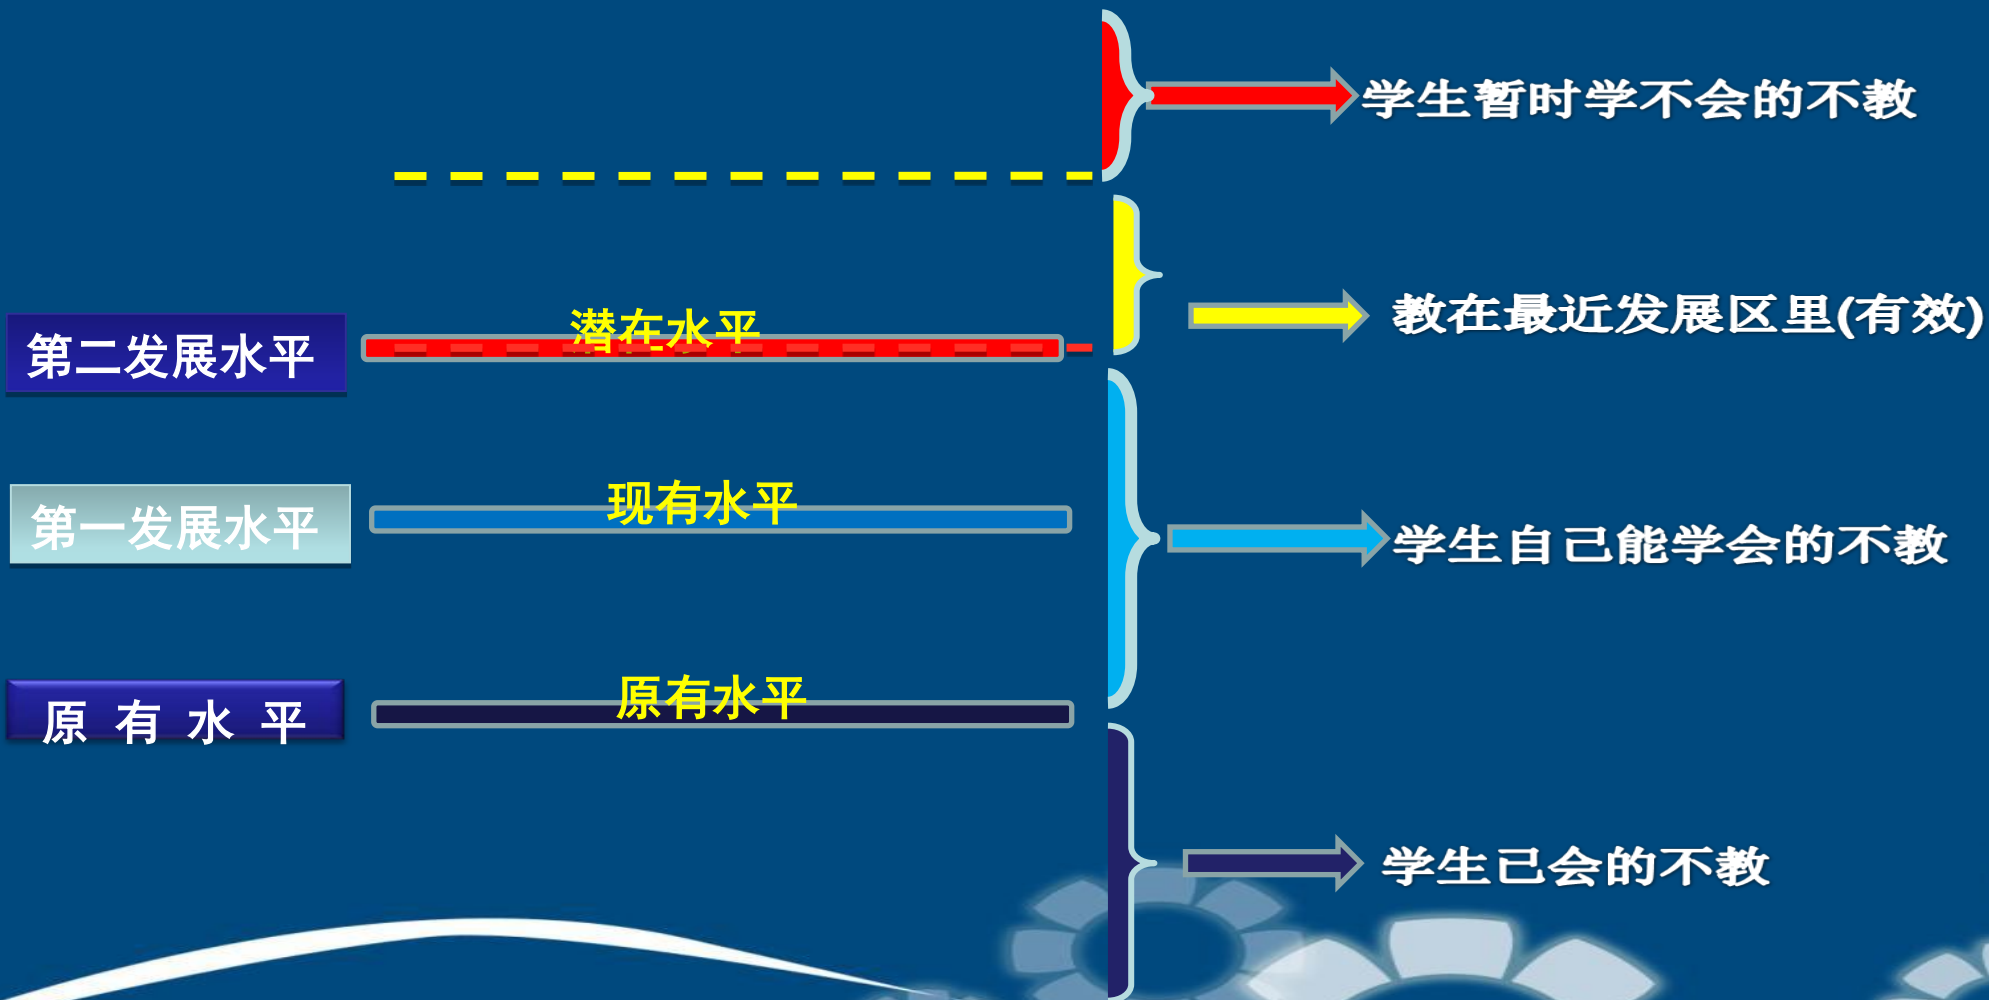 学生暂时学不会的不教
教在最近发展区里(有效)
潜在水平
第二发展水平
现有水平
第一发展水平
学生自己能学会的不教
原有水平
原 有 水 平
学生已会的不教